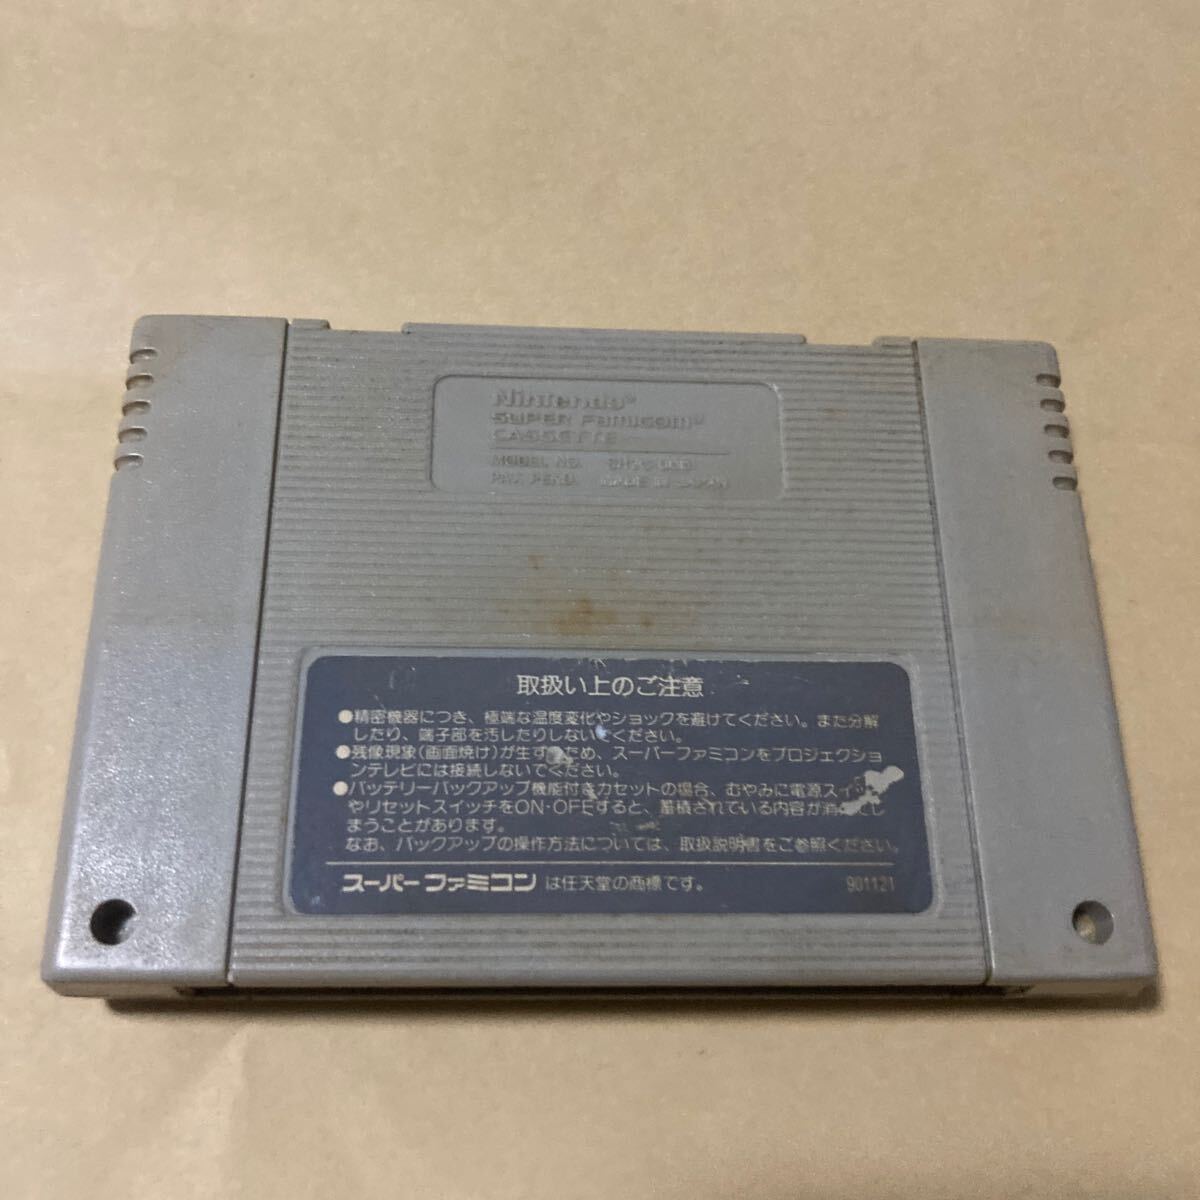 Nintendo®
SUPER FAMICOM®
CASSETTE
MODEL NO. SHVC-006
PAT. PEND. MADE IN JAPAN
取扱い上のご注意
●精密機器につき、極端な温度変化やショックを避けてください。また分解
したり、端子部を汚したりしないでください。
●残像現象(画面焼け)が生ずるため、スーパーファミコンをプロジェクショ
ンテレビには接続しないでください。
●バッテリーバックアップ機能付きカセットの場合、むやみに電源スイッ
やリセットスイッチをON・OFFすると、蓄積されている内容が消 てし
まうことがあります。
なお、バックアップの操作方法については、取扱説明書をご参照ください。
スーパーファミコン は任天堂の商標です。 901121